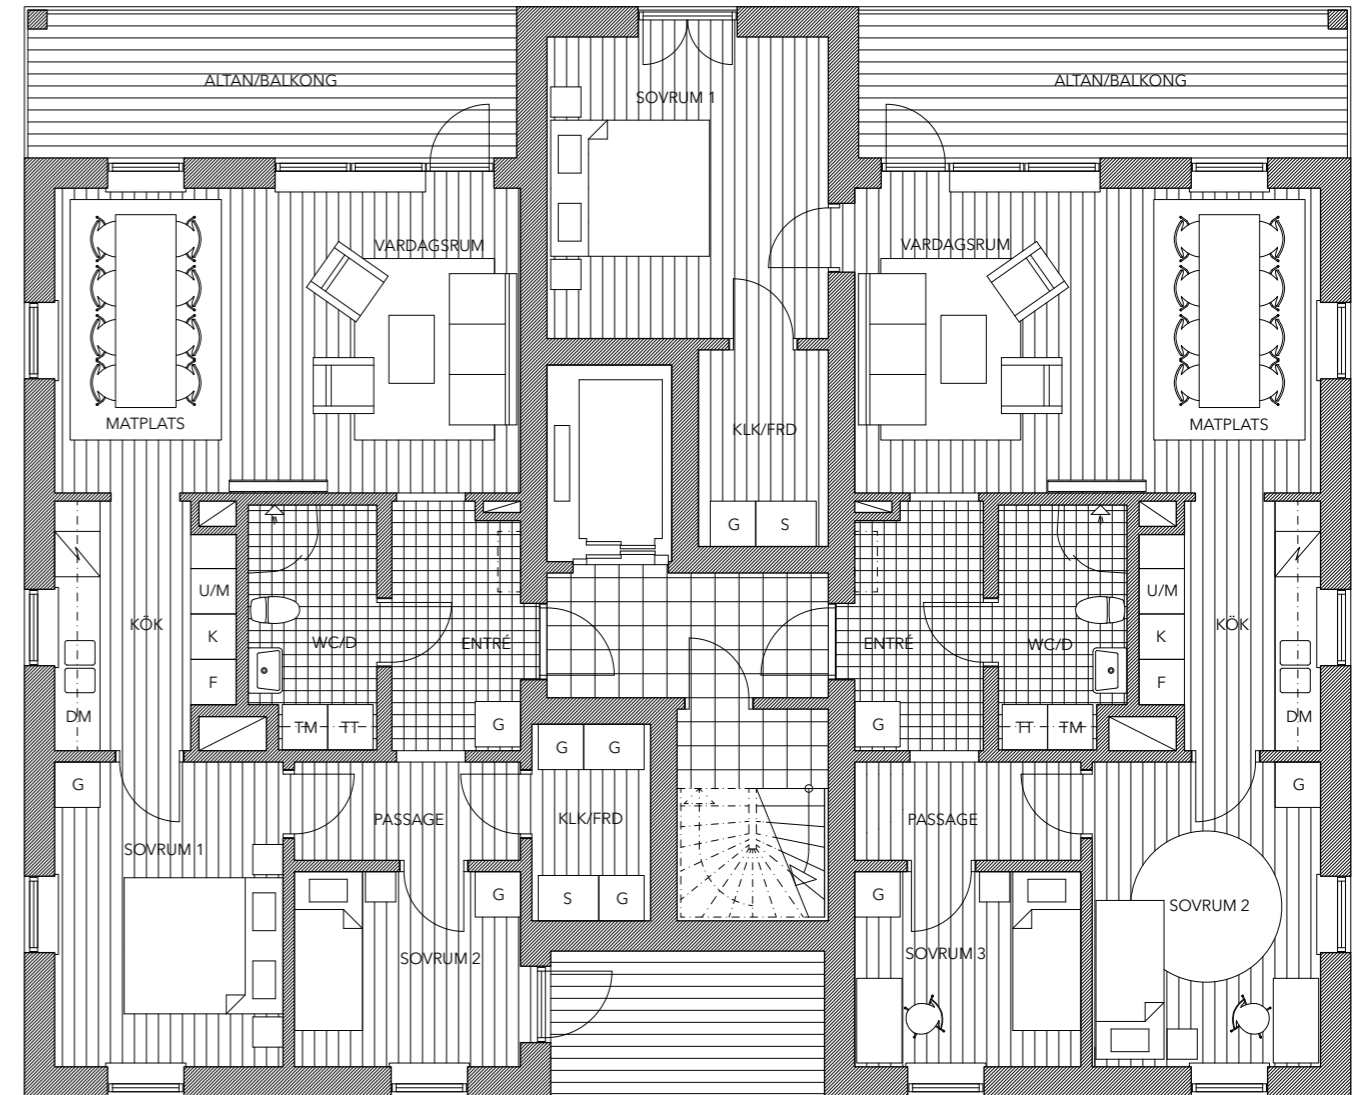 ALTAN/BALKONG
ALTAN/BALKONG
SOVRUM 1
VARDAGSRUM
VARDAGSRUM
MATPLATS
MATPLATS
KLK/FRD
G
S
U/M
U/M
KÖK
KÖK
K
K
WC/D
ENTRÉ
ENTRÉ
WC/D
F
F
DM
DM
TM
TT
G
G
TT
TM
G
G
G
G
KLK/FRD
PASSAGE
PASSAGE
SOVRUM 1
S
G
G
G
SOVRUM 2
SOVRUM 2
SOVRUM 3